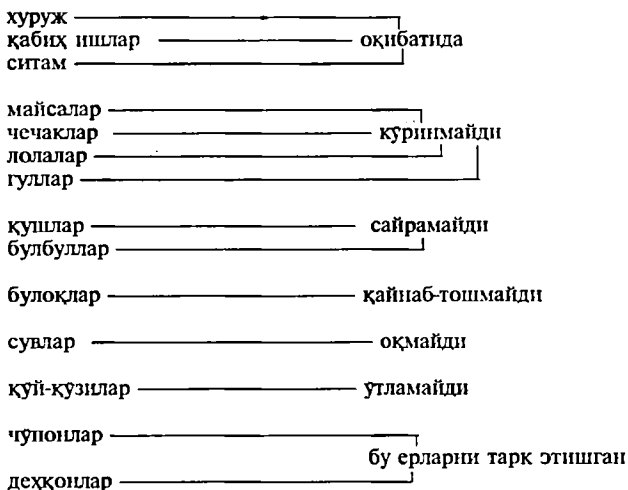 хуруж
қабиҳ ишлар оқибатида
ситам
майсалар
чечаклар кўринмайди
лолалар
гуллар
қушлар сайрамайди
булбуллар
булоқлар қайнаб-тошмайди
сувлар оқмайди
қўй-қўзилар ўтламайди
чўпонлар
бу ерларни тарк этишган
деҳқонлар